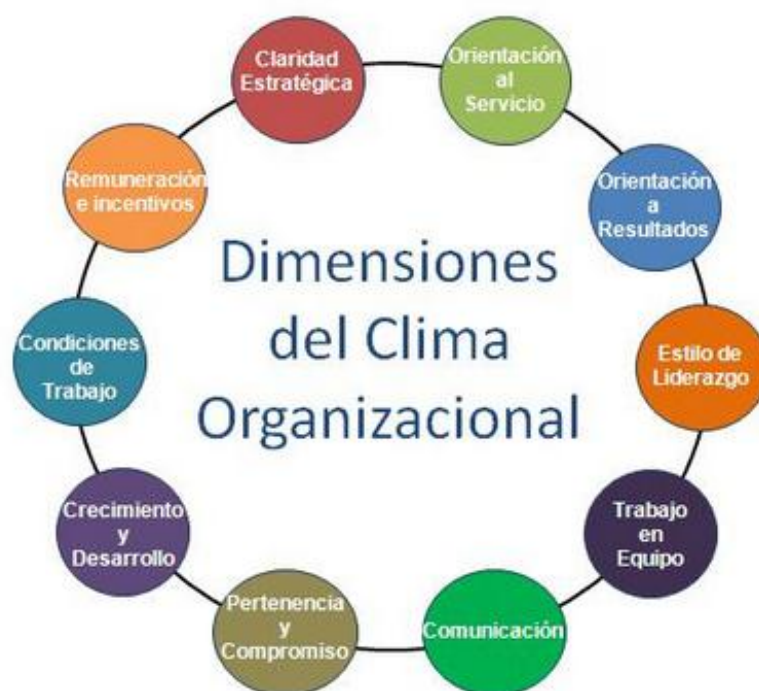 Claridad
Estratégica
Orientación
al
Servicio
Orientación
a
Resultados
Estilo de
Liderazgo
Trabajo
en
Equipo
Comunicación
Pertenencia
y
Compromiso
Crecimiento
y
Desarrollo
Condiciones
de
Trabajo
Remuneración
e incentivos
Dimensiones
del Clima
Organizacional